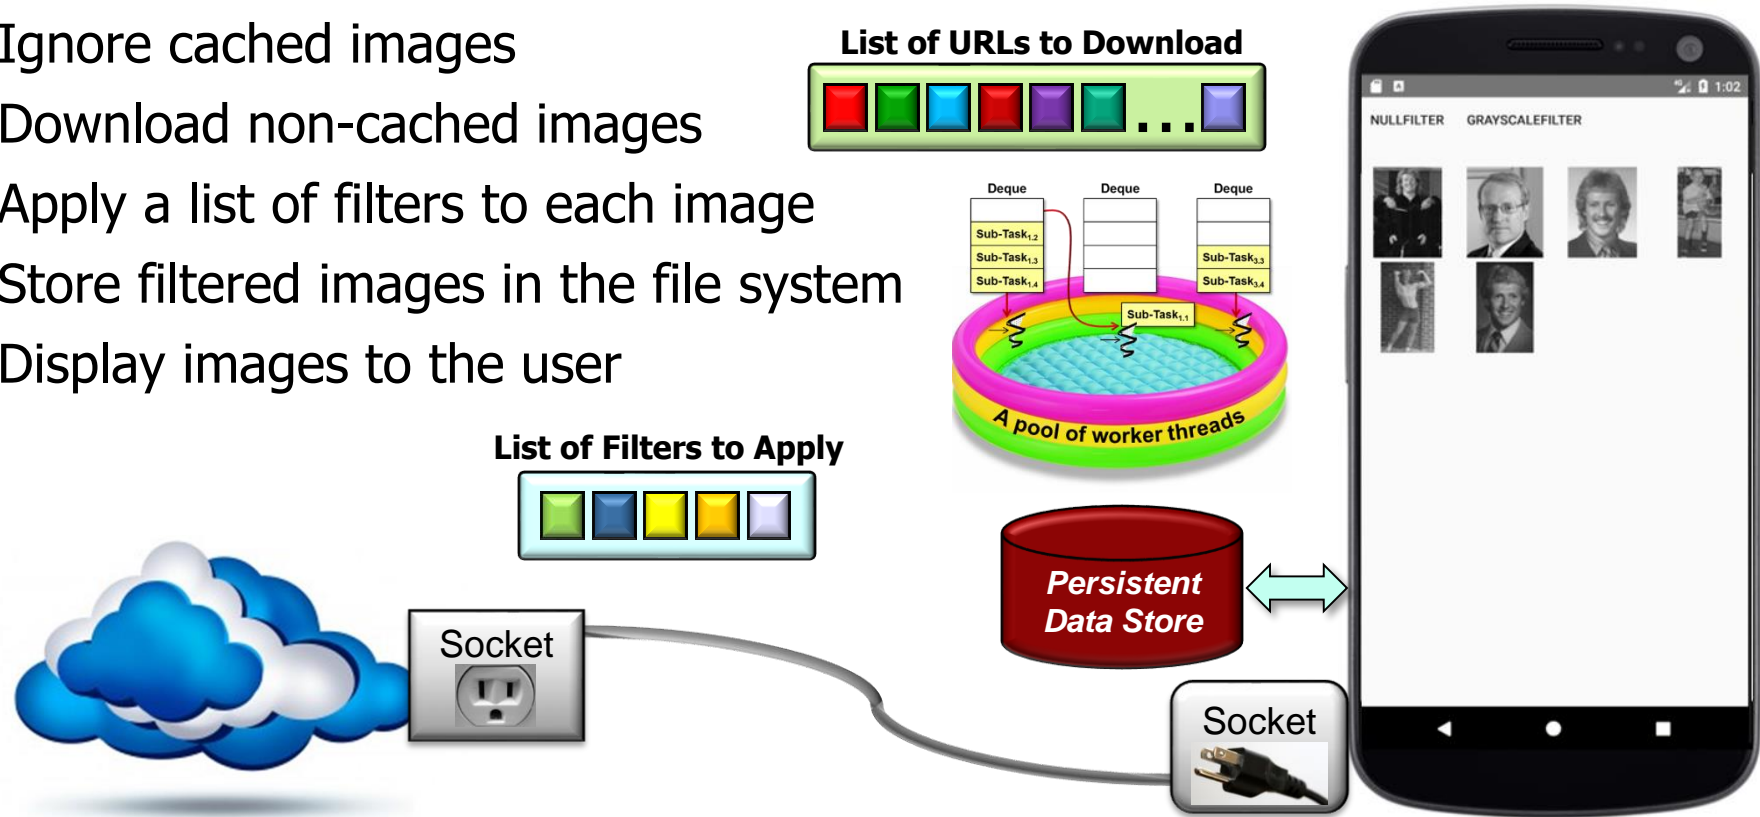 Ignore cached images
Download non-cached images
Apply a list of filters to each image
Store filtered images in the file system
Display images to the user
List of URLs to Download
...
Deque
Deque
Deque
Sub-Task1.2
Sub-Task1.3
Sub-Task1.4
Sub-Task3.3
Sub-Task3.4
Sub-Task1.1
A pool of worker threads
List of Filters to Apply
Persistent
Data Store
Socket
Socket
4G
1:02
NULLFILTER GRAYSCALEFILTER